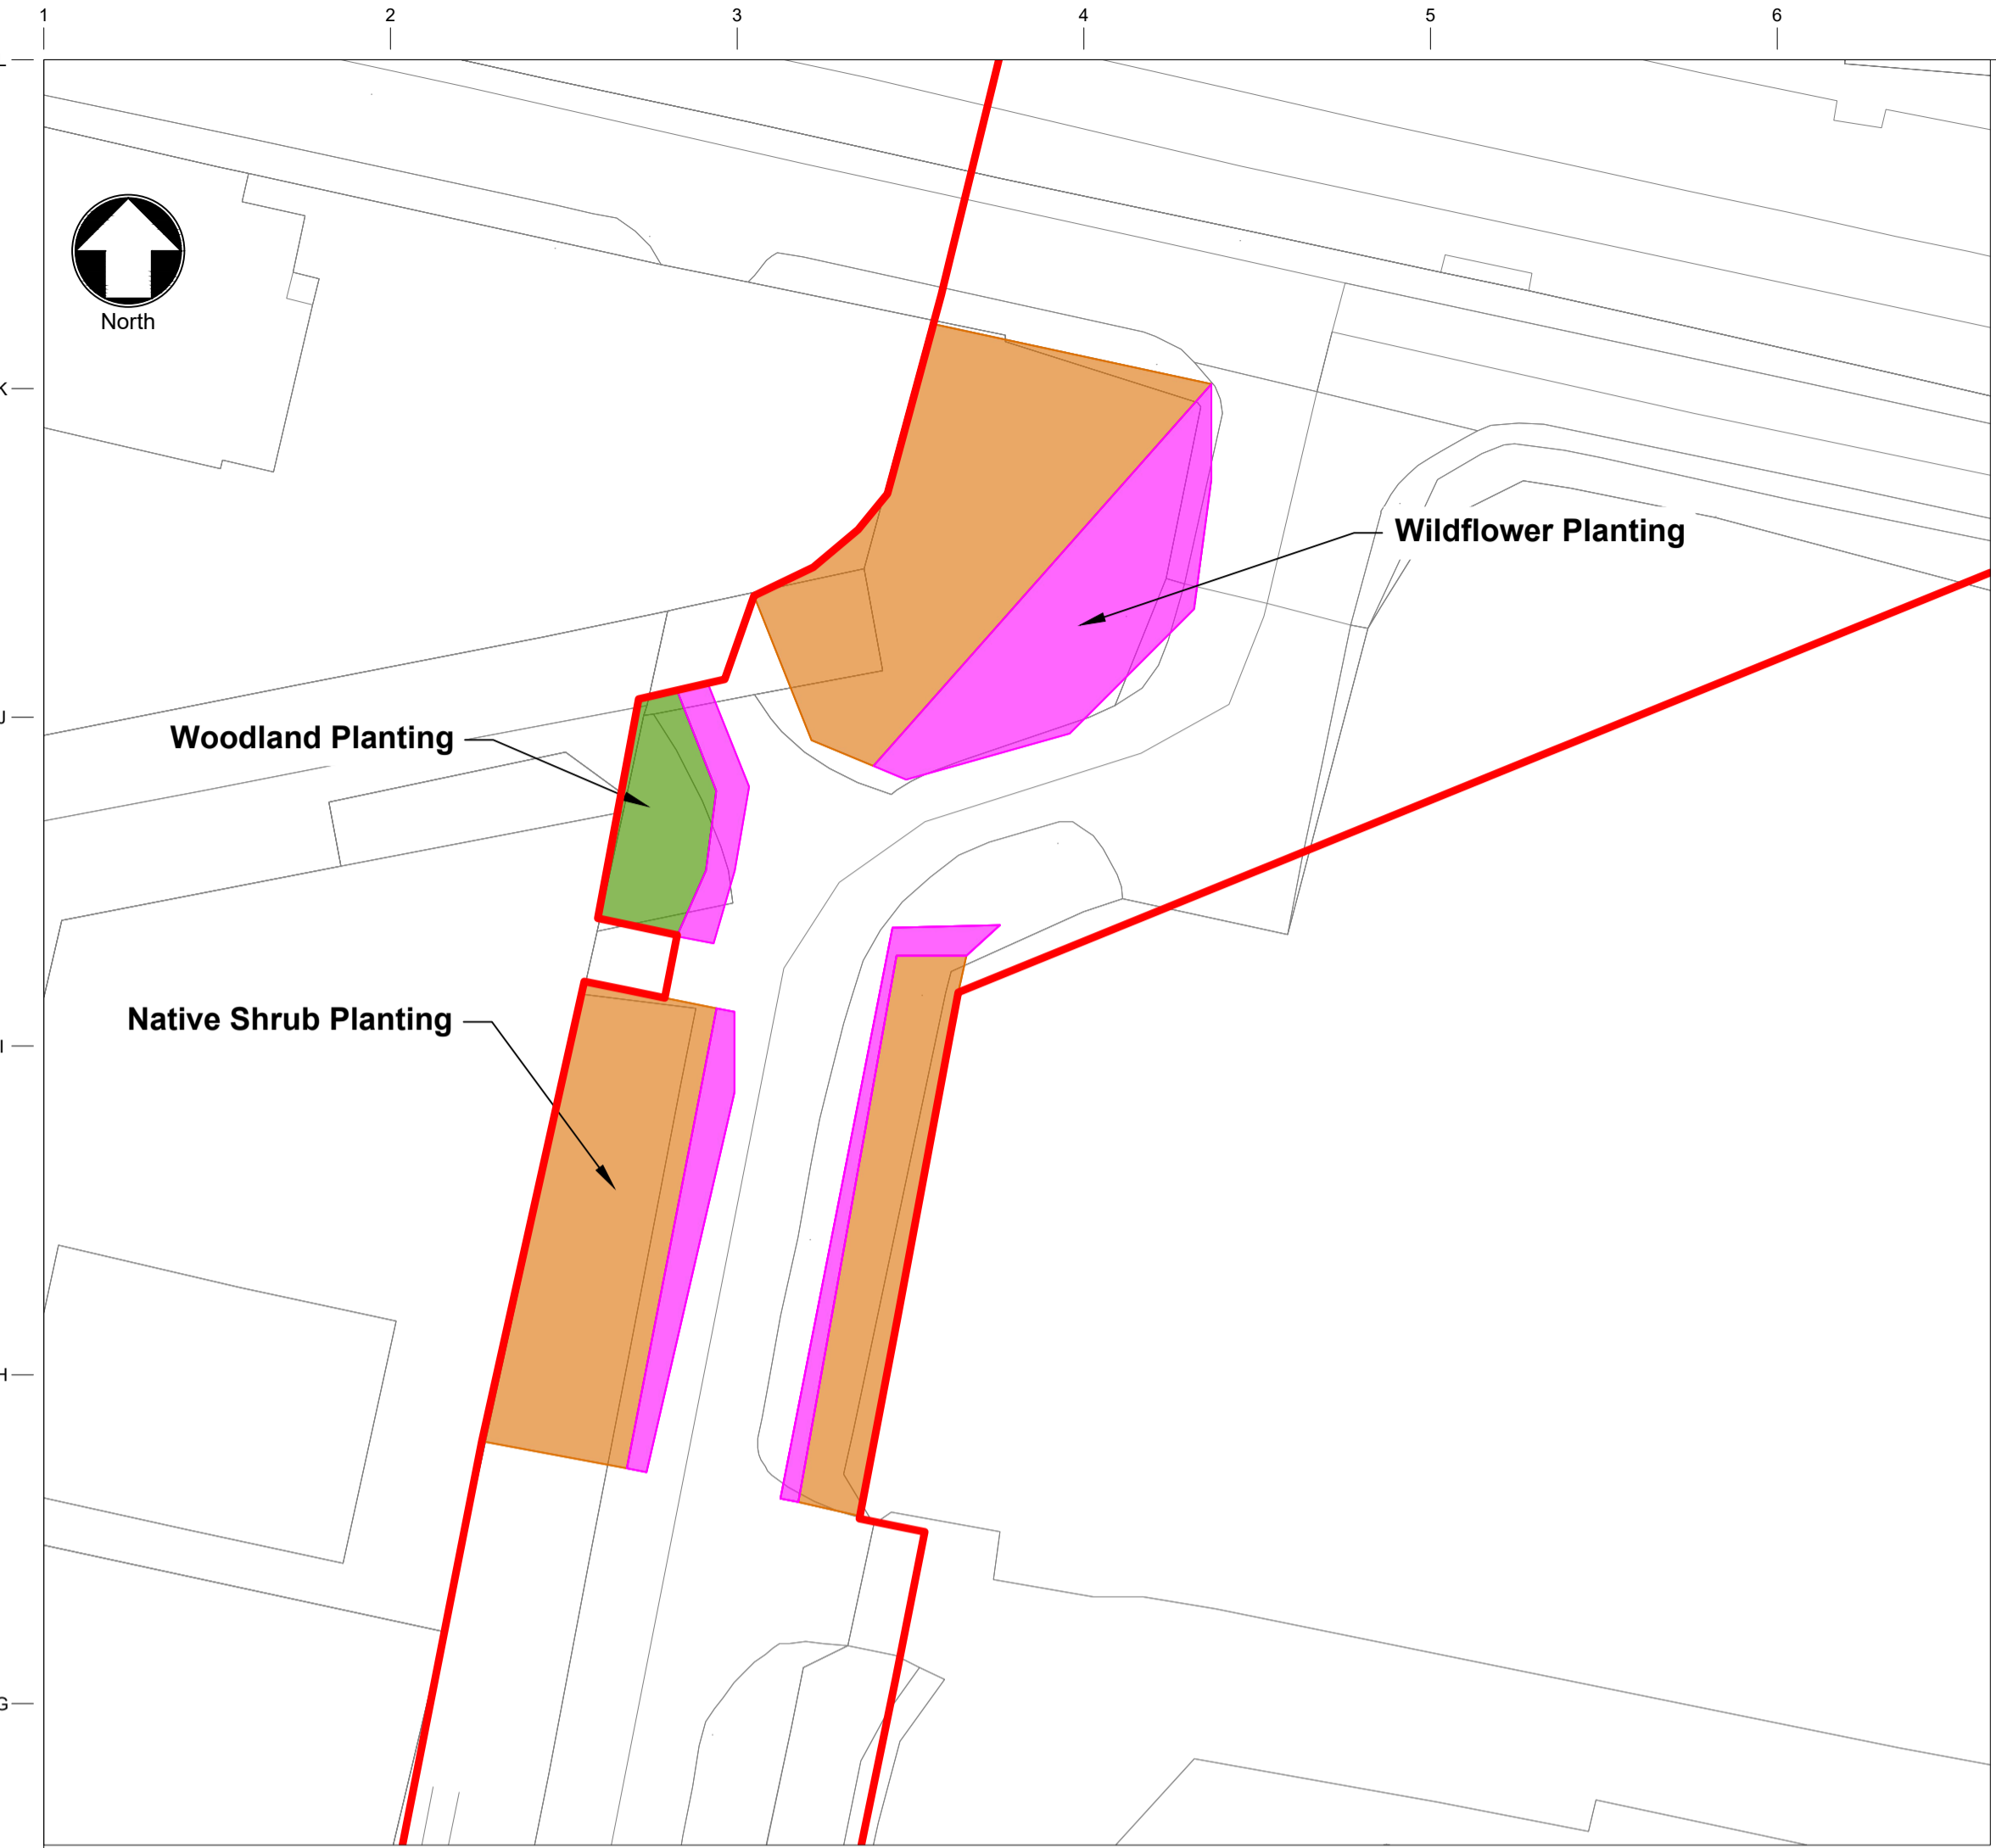 1 2 3 4 5 6
L
K
North
Wildflower Planting
J
Woodland Planting
Native Shrub Planting
I
H
G